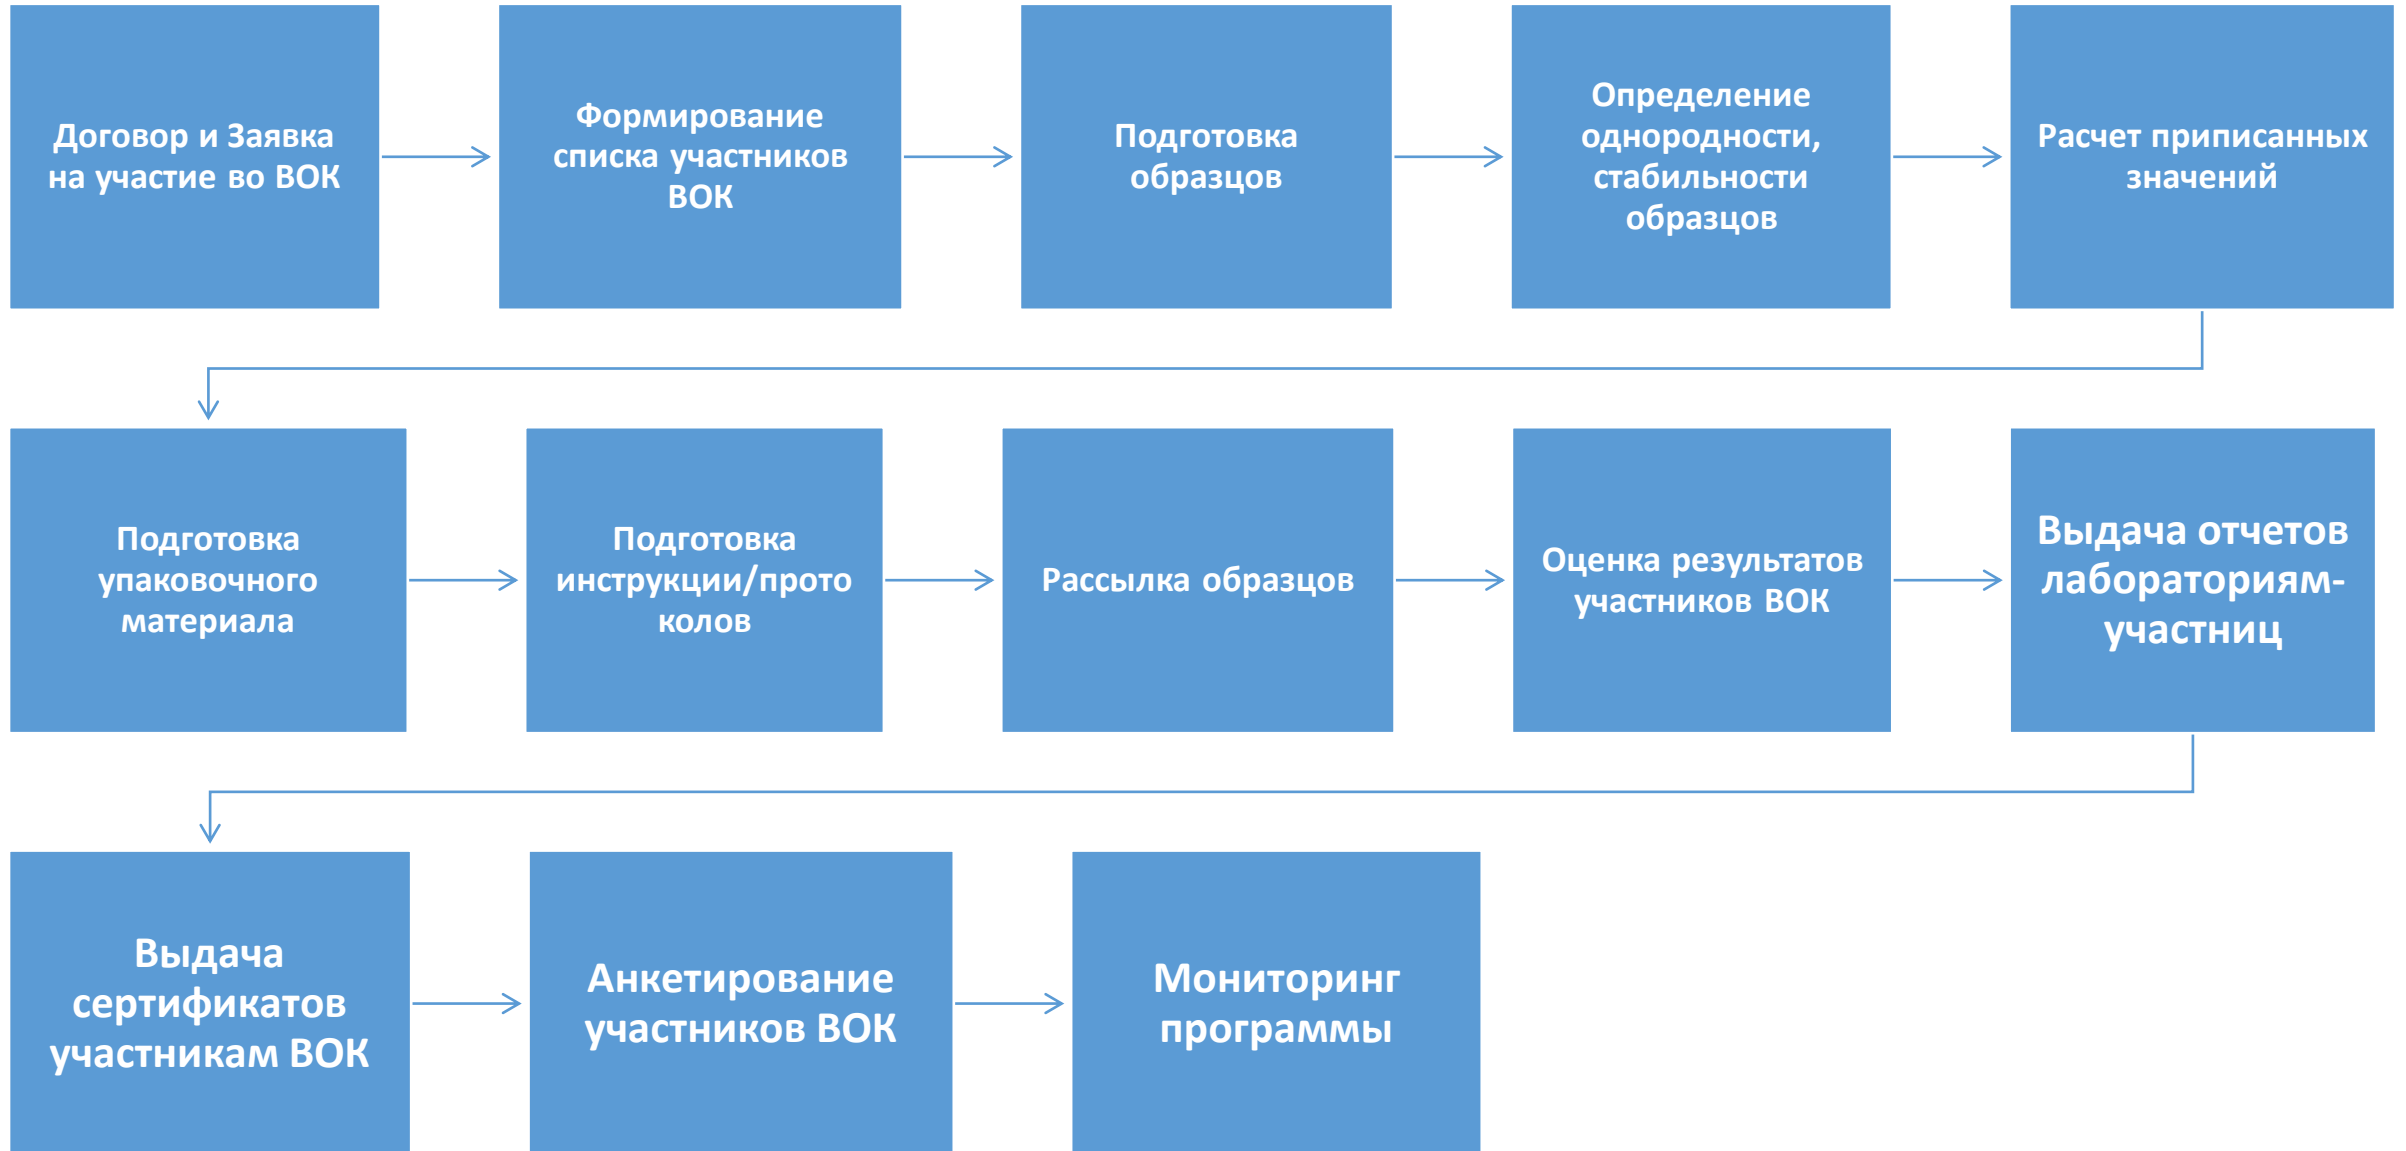 Договор и Заявка
на участие во ВОК
Формирование
списка участников
ВОК
Подготовка
образцов
Определение
однородности,
стабильности
образцов
Расчет приписанных
значений
Подготовка
упаковочного
материала
Подготовка
инструкции/прото
колов
Рассылка образцов
Оценка результатов
участников ВОК
Выдача отчетов
лабораториям-
участниц
Выдача
сертификатов
участникам ВОК
Анкетирование
участников ВОК
Мониторинг
программы